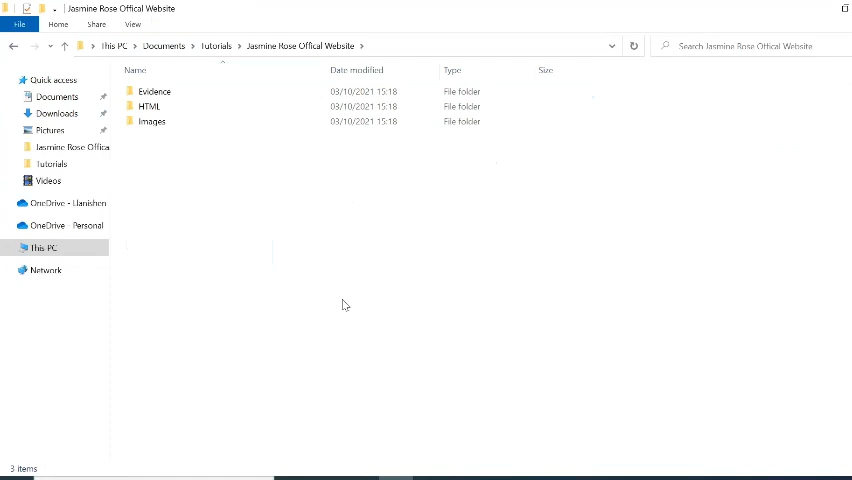 Jasmine Rose Offical Website
File Home Share View
This PC Documents Tutorials Jasmine Rose Offical Website
Search Jasmine Rose Offical Website
Name Date modified Type Size
Quick access
Documents
Downloads
Pictures
Jasmine Rose Offica
Tutorials
Videos
OneDrive - Llanishen
OneDrive - Personal
This PC
Network
Evidence 03/10/2021 15:18 File folder
HTML 03/10/2021 15:18 File folder
Images 03/10/2021 15:18 File folder
3 items